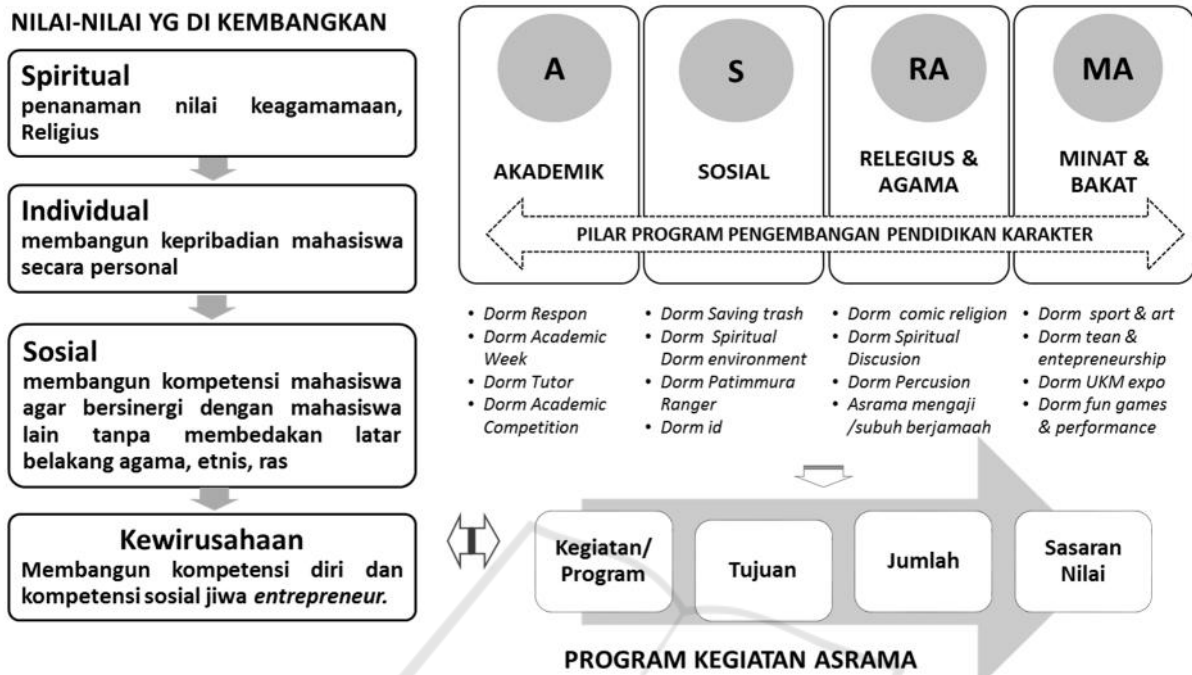 NILAI-NILAI YG DI KEMBANGKAN
Spiritual
penanaman nilai keagamamaan,
Religius
Individual
membangun kepribadian mahasiswa
secara personal
Sosial
membangun kompetensi mahasiswa
agar bersinergi dengan mahasiswa
lain tanpa membedakan latar
belakang agama, etnis, ras
Kewirusahaan
Membangun kompetensi diri dan
kompetensi sosial jiwa entrepreneur.
A
AKADEMIK
S
SOSIAL
RA
RELEGIUS &
AGAMA
MA
MINAT &
BAKAT
PILAR PROGRAM PENGEMBANGAN PENDIDIKAN KARAKTER
• Dorm Respon
• Dorm Academic
Week
• Dorm Tutor
• Dorm Academic
Competition
• Dorm Saving trash
• Dorm Spiritual
Dorm environment
• Dorm Patimmura
Ranger
• Dorm id
• Dorm comic religion
• Dorm Spiritual
Discusion
• Dorm Percusion
• Asrama mengaji
/subuh berjamaah
• Dorm sport & art
• Dorm tean &
entepreneurship
• Dorm UKM expo
• Dorm fun games
& performance
Kegiatan/
Program
Tujuan
Jumlah
Sasaran
Nilai
PROGRAM KEGIATAN ASRAMA